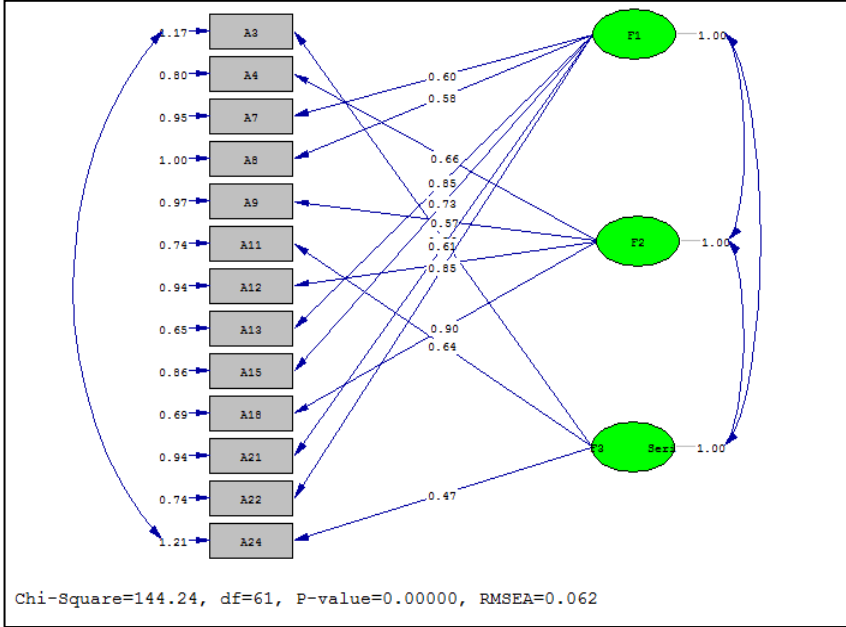 1.17 A3 F1 1.00
0.80 A4
0.60
0.95 A7
0.58
1.00 A8
0.66
0.85
0.97 A9
0.73
0.57
0.74 A11 F2 1.00
0.61
0.85
0.94 A12
0.65 A13
0.90
0.64
0.86 A15
0.69 A18
F3 Seri 1.00
0.94 A21
0.74 A22
0.47
1.21 A24
Chi-Square=144.24, df=61, P-value=0.00000, RMSEA=0.062